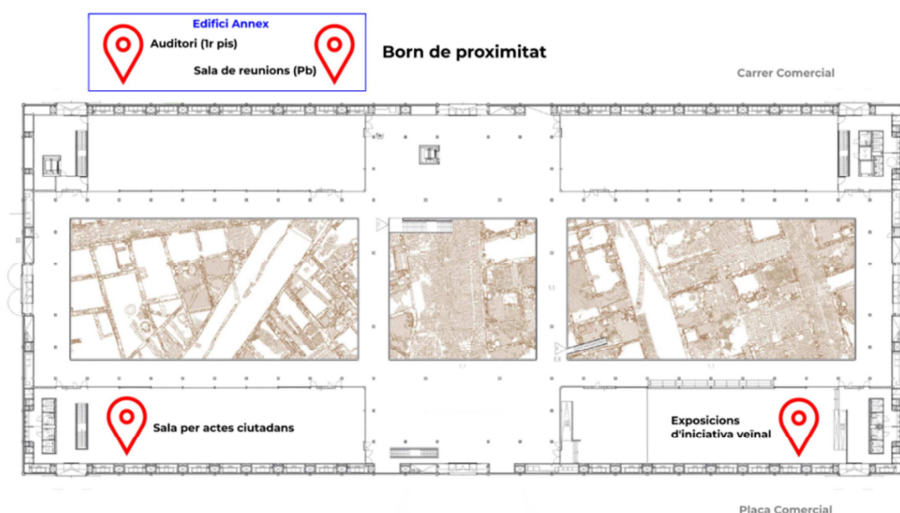 Edifici Annex
Auditori (1r pis)
Sala de reunions (Pb)
Born de proximitat
Carrer Comercial
Sala per actes ciutadans
Exposicions
d'iniciativa veïnal
Plaça Comercial